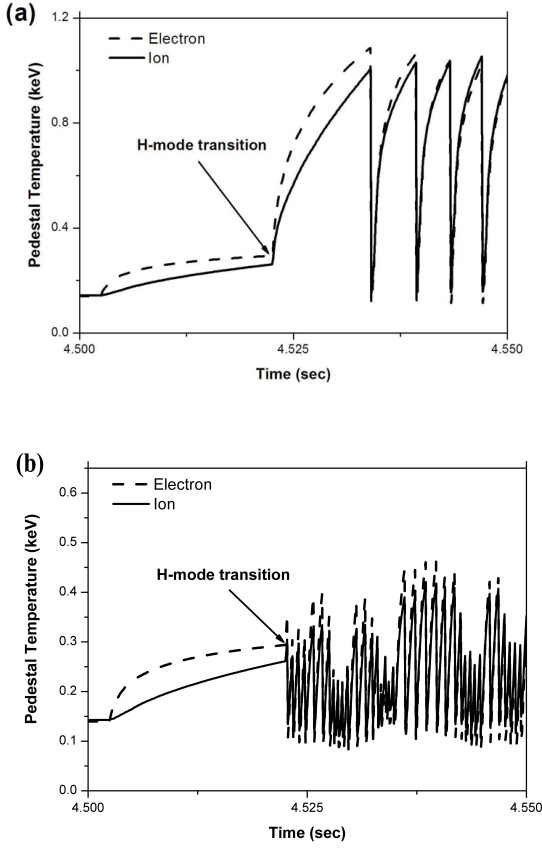 (a)
1.2
0.8
0.4
0.0
Pedestal Temperature (keV)
Electron
Ion
H-mode transition
4.500
4.525
4.550
Time (sec)
(b)
0.6
0.5
0.4
0.3
0.2
0.1
0.0
Pedestal Temperature (keV)
Electron
Ion
H-mode transition
4.500
4.525
4.550
Time (sec)